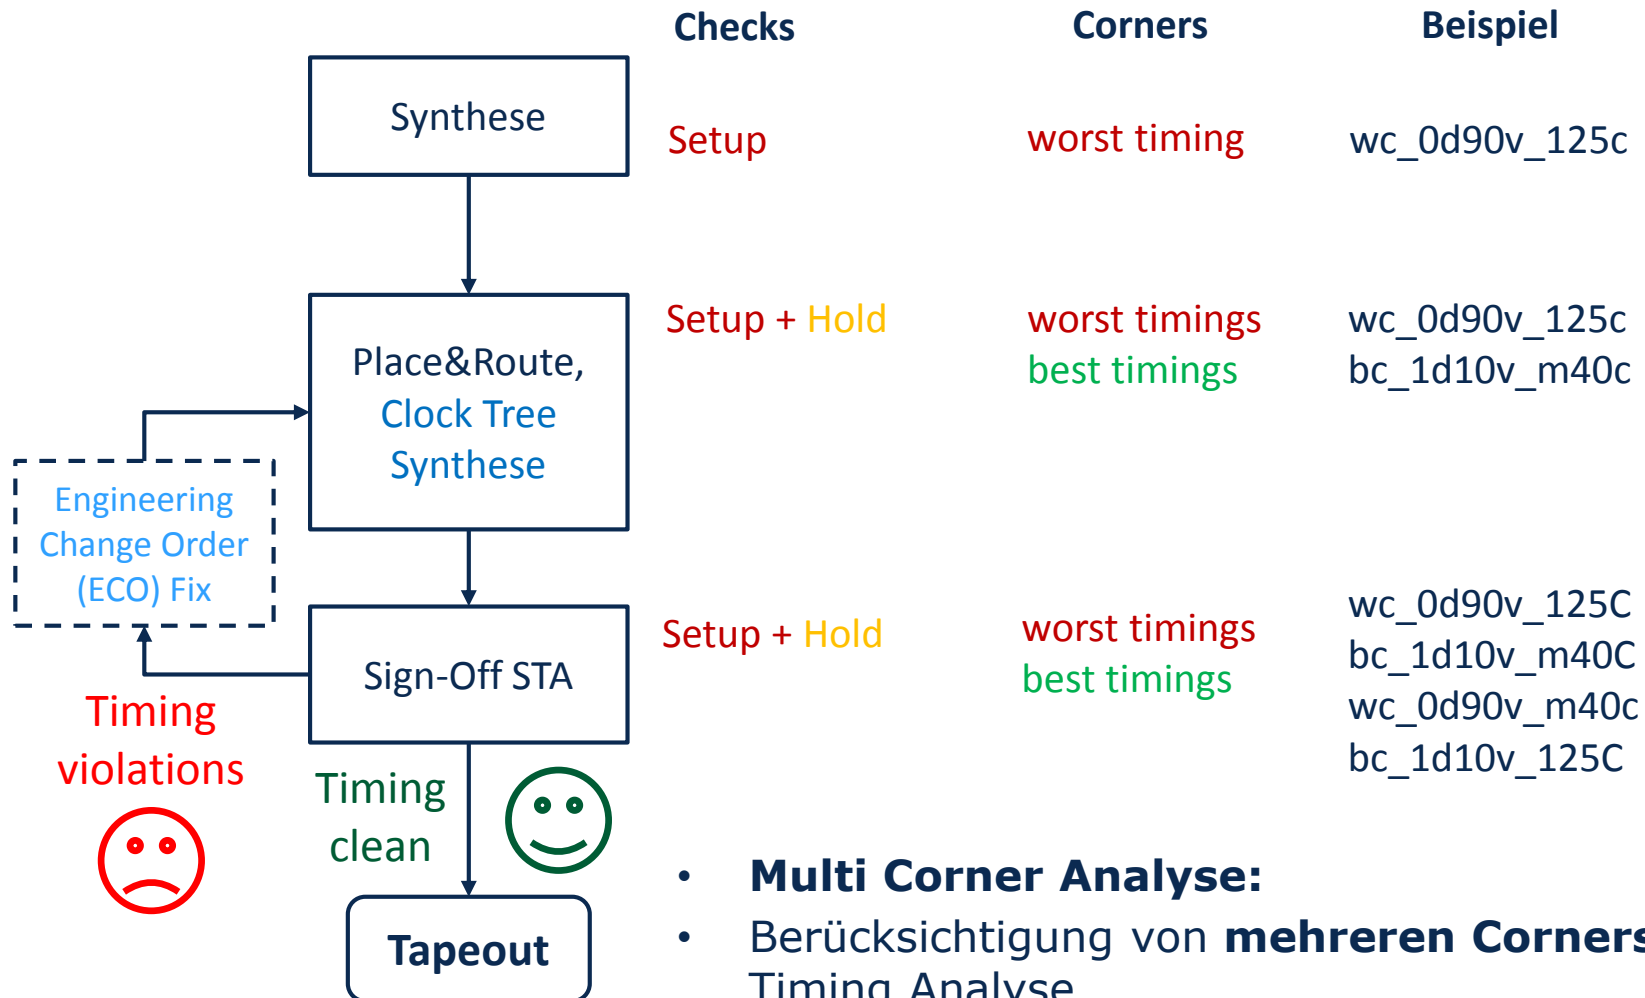 Checks
Corners
Beispiel
Synthese
Setup
worst timing
wc_0d90v_125c
Place&Route,
Clock Tree
Synthese
Setup + Hold
worst timings
best timings
wc_0d90v_125c
bc_1d10v_m40c
Engineering
Change Order
(ECO) Fix
Sign-Off STA
Setup + Hold
worst timings
best timings
wc_0d90v_125C
bc_1d10v_m40C
wc_0d90v_m40c
bc_1d10v_125C
Timing
violations
Timing
clean
Tapeout
• Multi Corner Analyse:
• Berücksichtigung von mehreren Corners
Timing Analyse